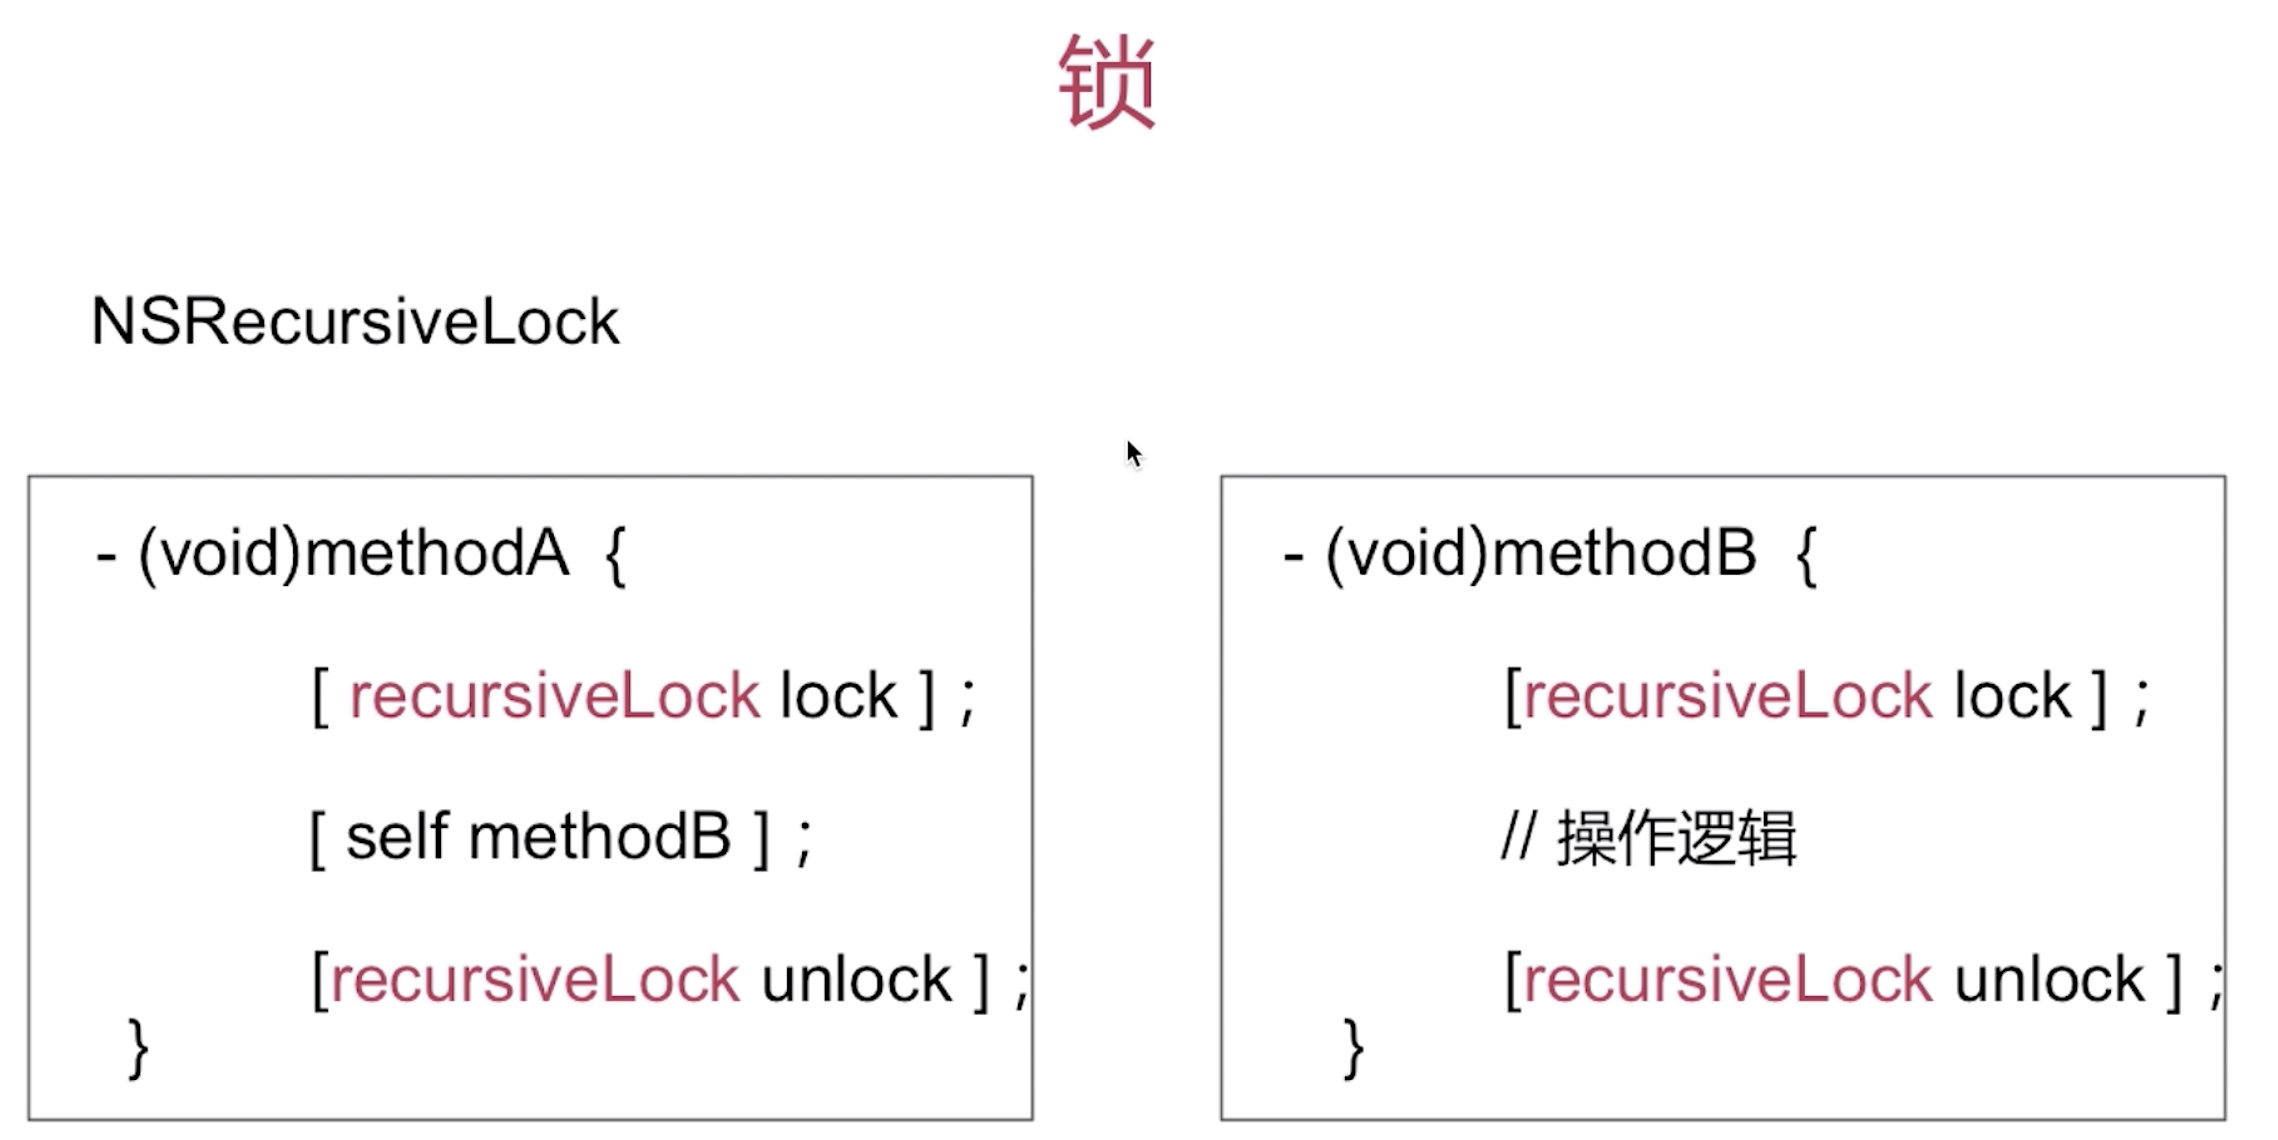 锁
NSRecursiveLock
- (void)methodA {
[ recursiveLock lock ] ;
[ self methodB ] ;
[recursiveLock unlock ] ;
}
- (void)methodB {
[recursiveLock lock ] ;
// 操作逻辑
[recursiveLock unlock ] ;
}